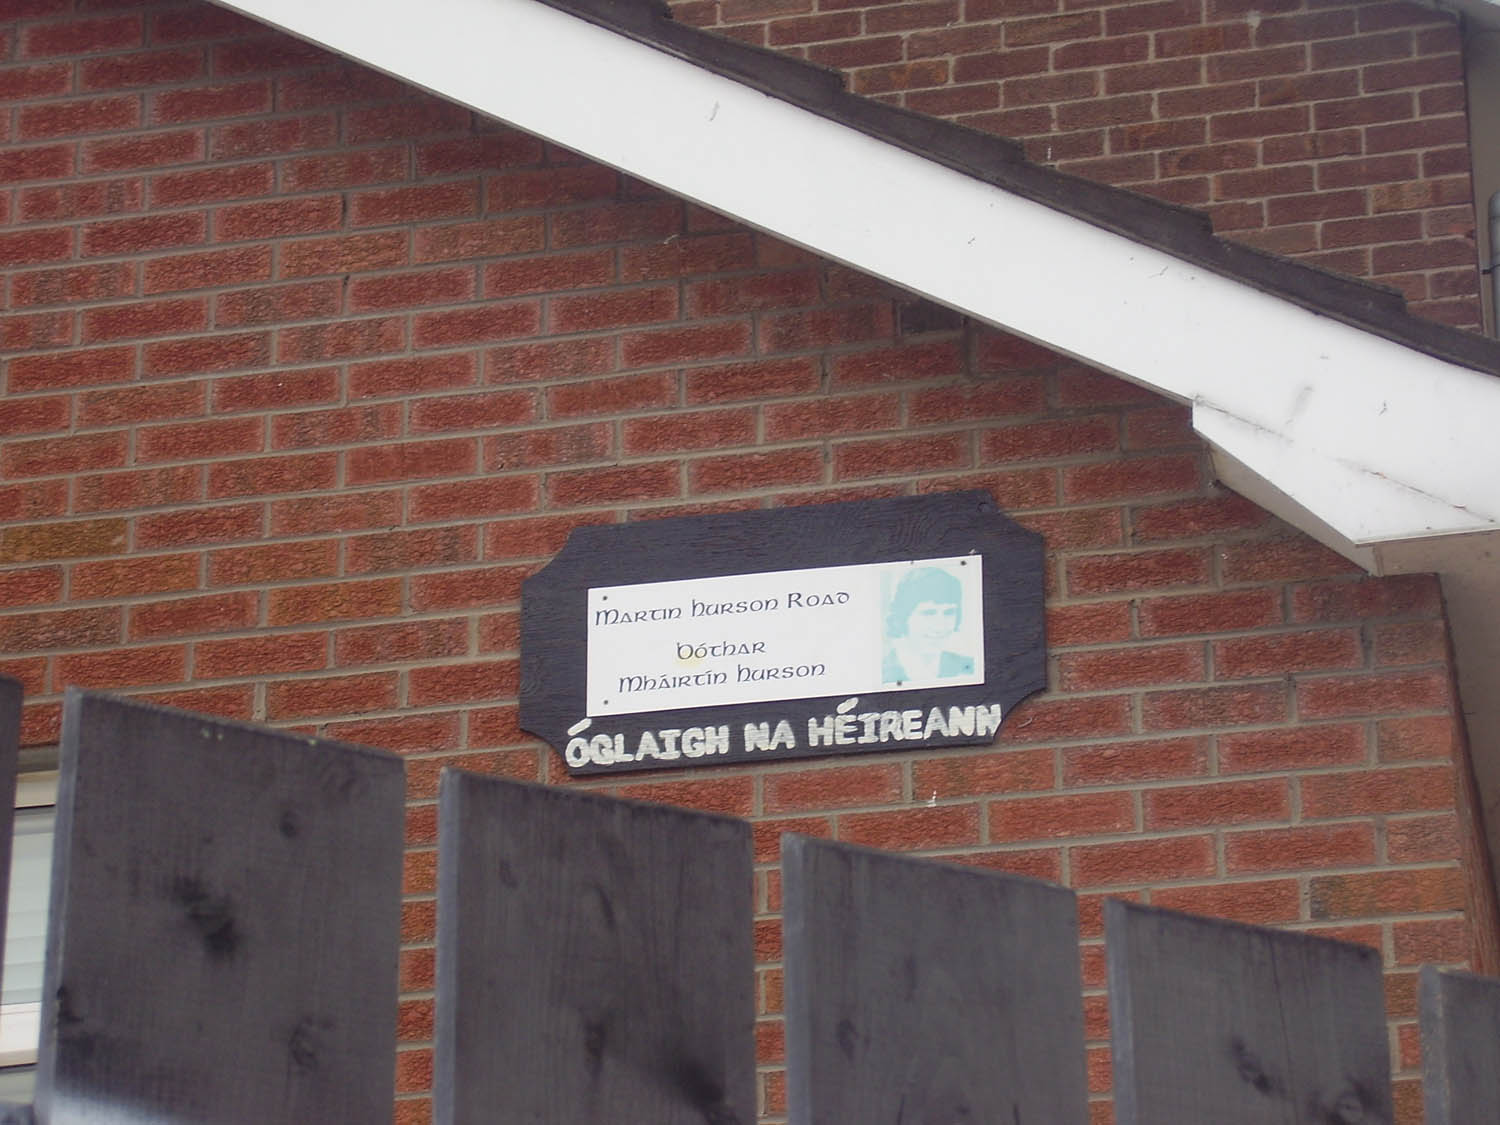 Martin Hurson Road
Bóthar
Mháirtín Hurson
ÓGLAIGH NA HÉIREANN